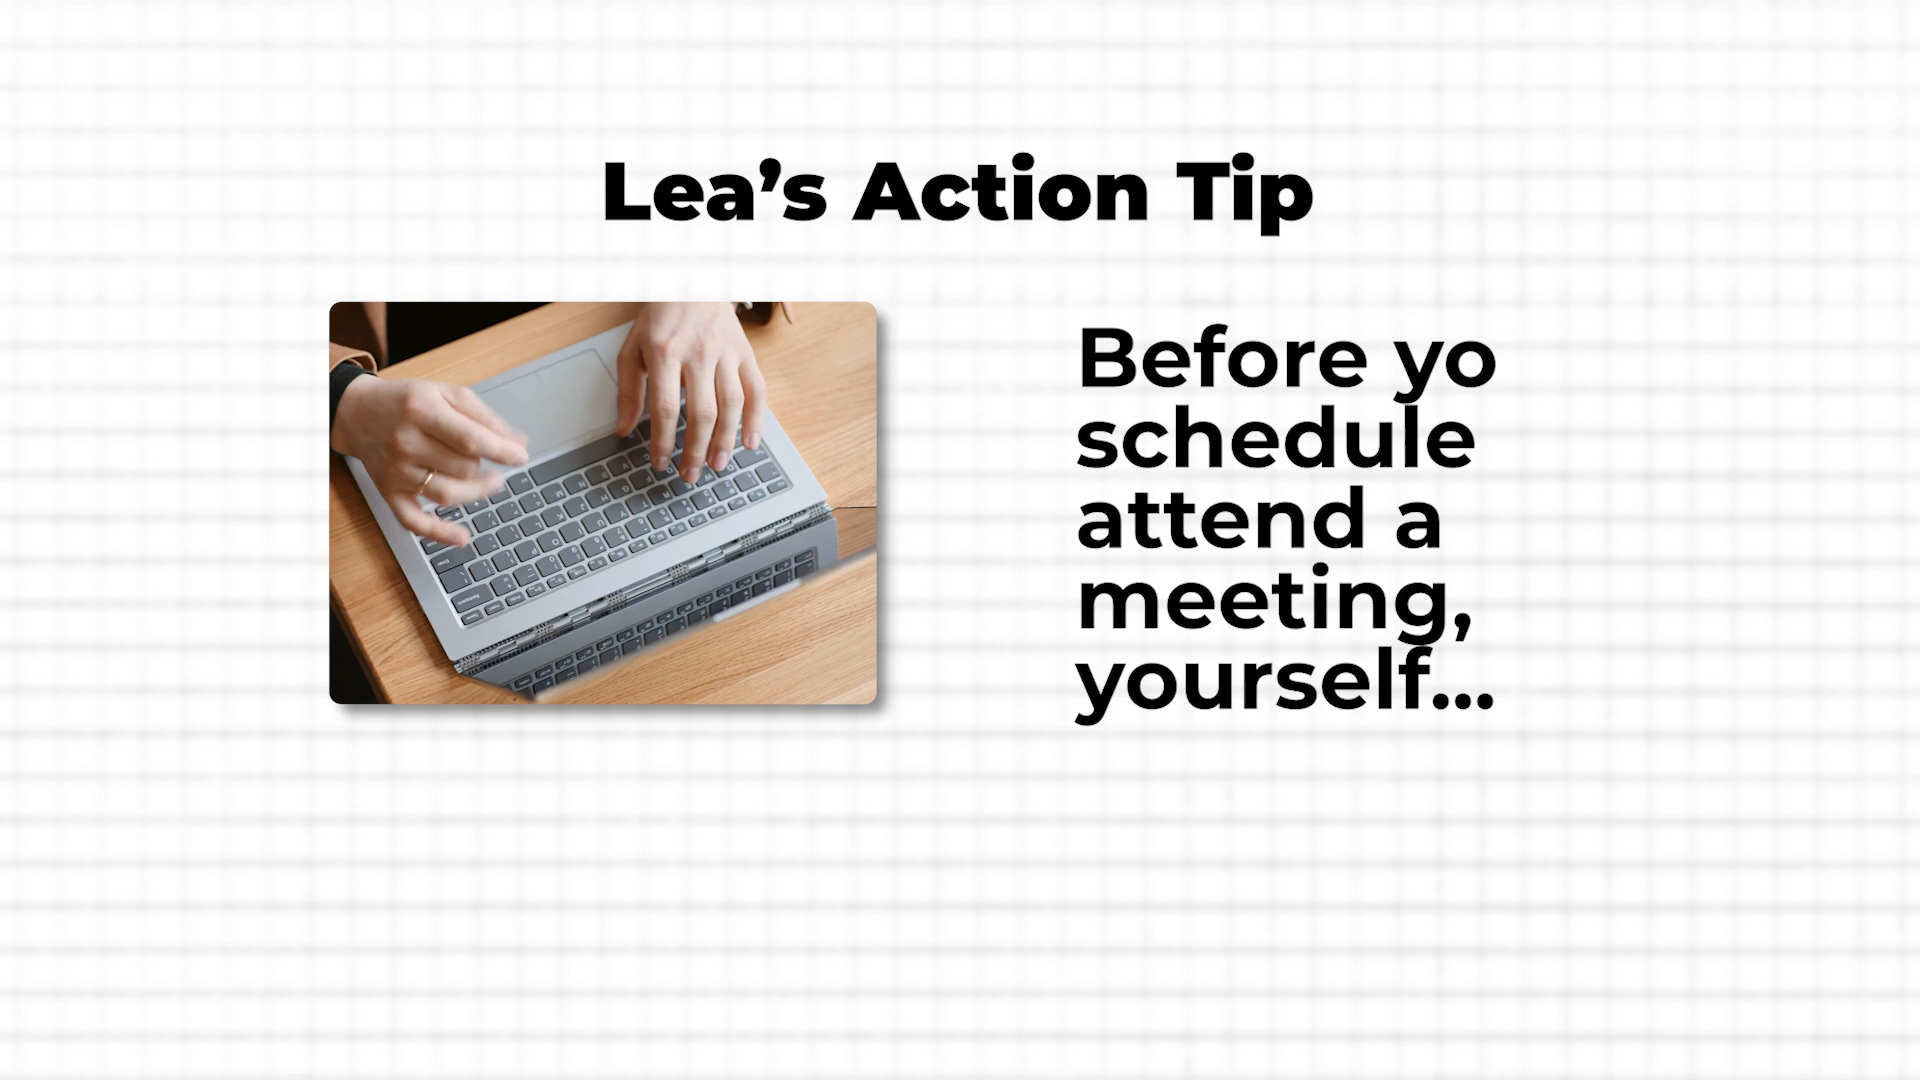 Lea’s Action Tip
Before yo
schedule
attend a
meeting,
yourself...